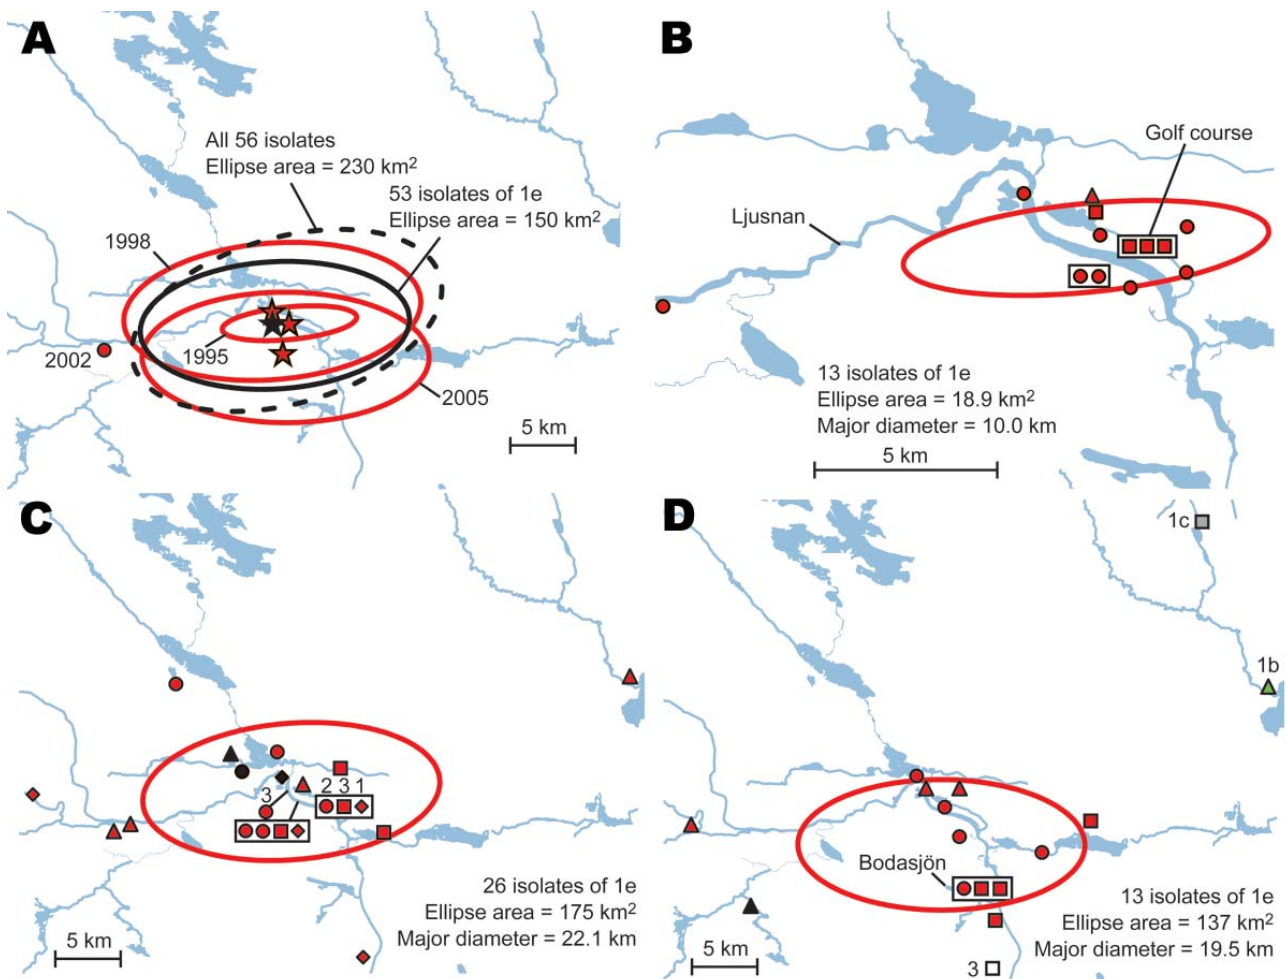 A
All 56 isolates
Ellipse area = 230 km²
53 isolates of 1e
Ellipse area = 150 km²
1998
2002
1995
2005
5 km
B
Golf course
Ljusnan
13 isolates of 1e
Ellipse area = 18.9 km²
Major diameter = 10.0 km
5 km
C
2 3 1
3
26 isolates of 1e
Ellipse area = 175 km²
Major diameter = 22.1 km
5 km
D
1c
1b
Bodasjön
13 isolates of 1e
Ellipse area = 137 km²
Major diameter = 19.5 km
5 km
3